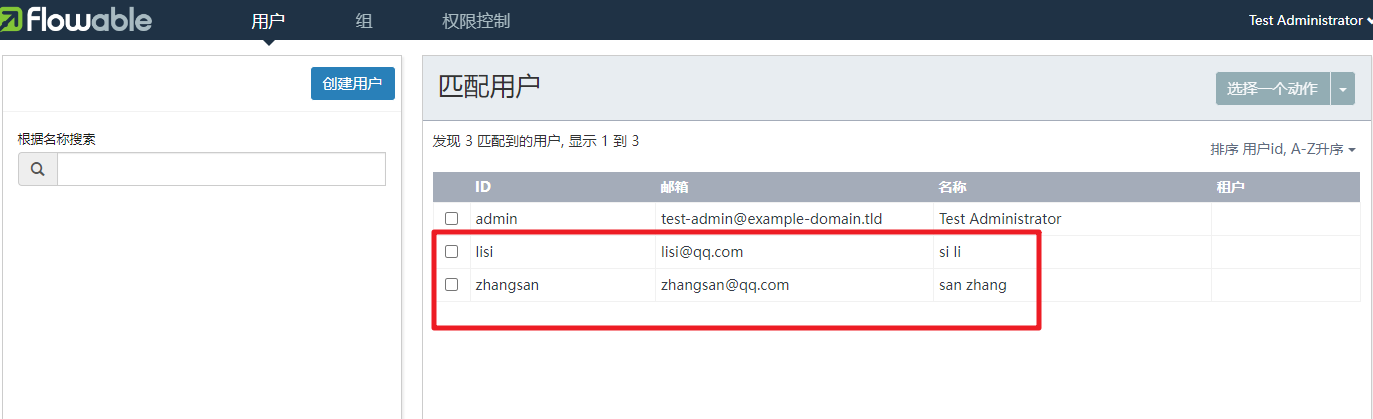 flowable 用户 组 权限控制 Test Administrator
创建用户
匹配用户
选择一个动作
根据名称搜索
发现 3 匹配到的用户, 显示 1 到 3
排序 用户id, A-Z升序
ID 邮箱 名称 租户
admin test-admin@example-domain.tld Test Administrator
lisi lisi@qq.com si li
zhangsan zhangsan@qq.com san zhang